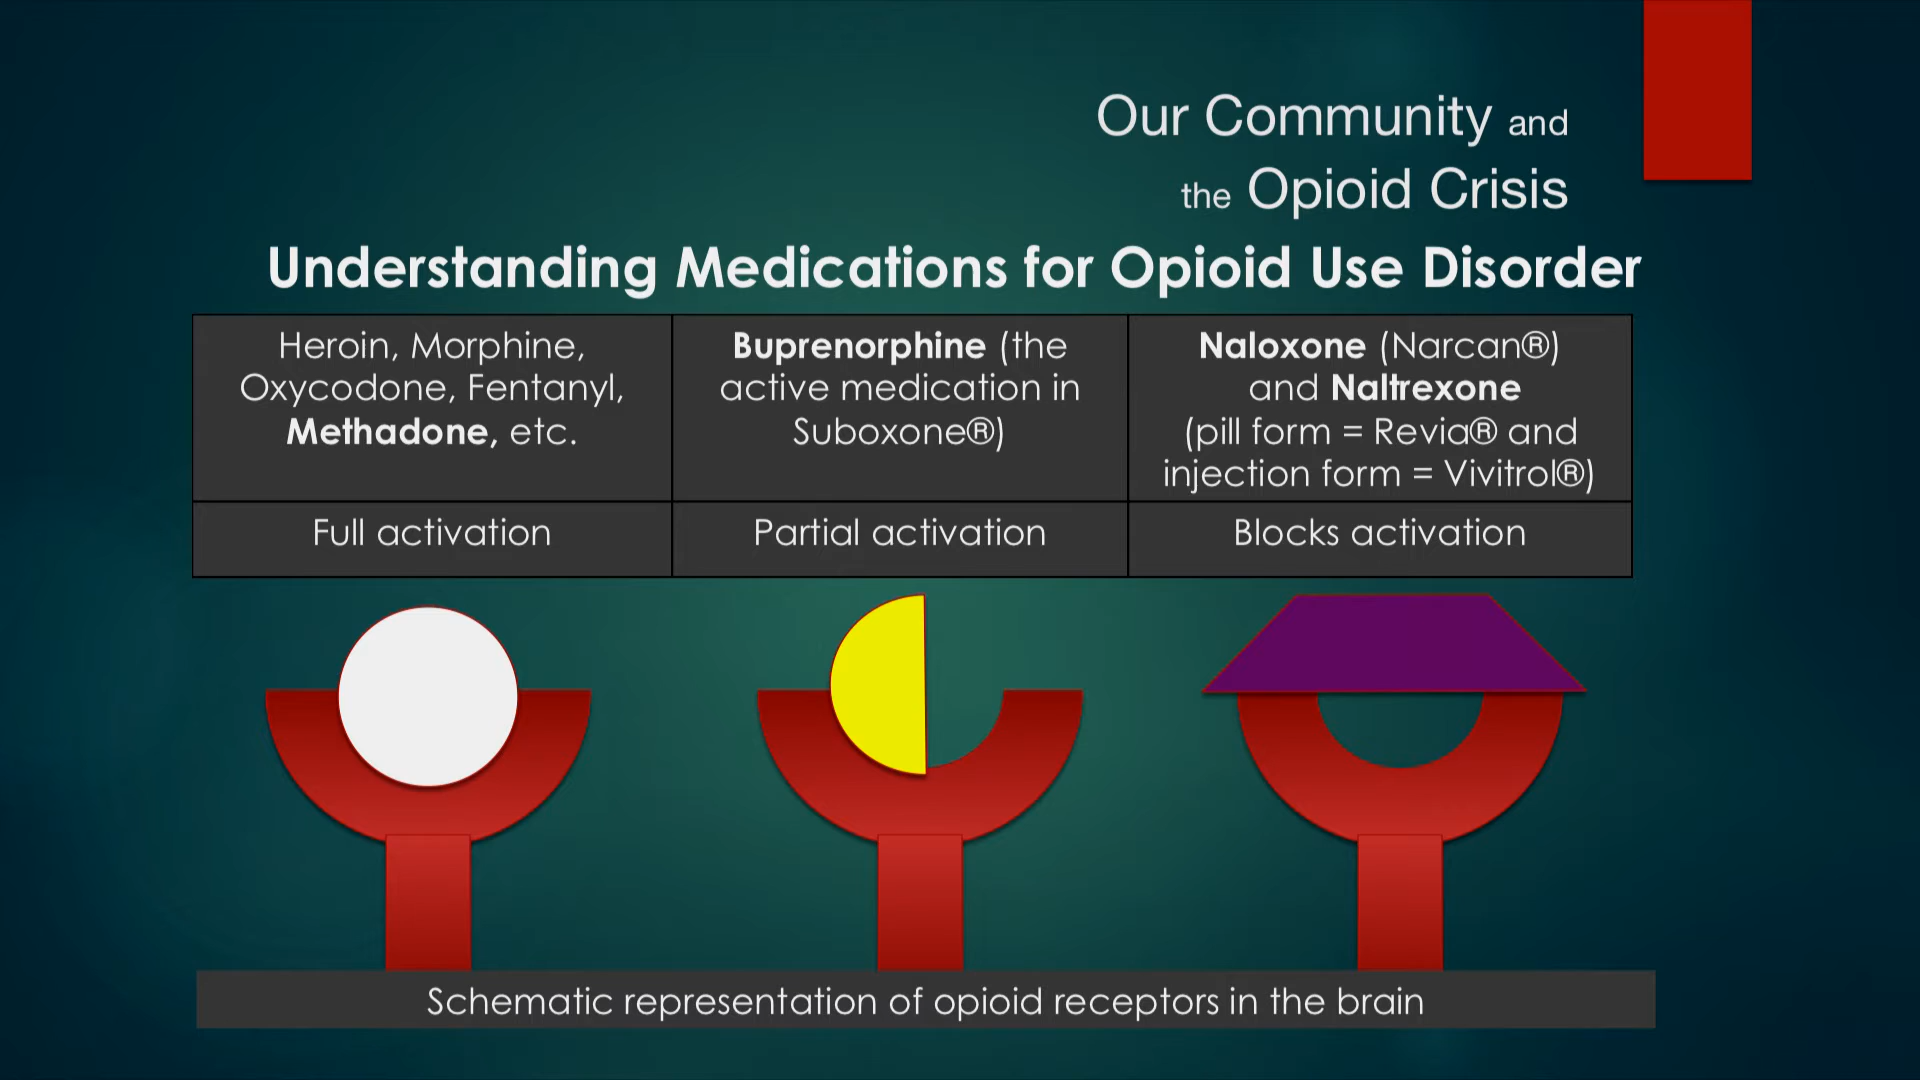 Our Community and
the Opioid Crisis
Understanding Medications for Opioid Use Disorder
Heroin, Morphine,
Oxycodone, Fentanyl,
Methadone, etc.
Buprenorphine (the
active medication in
Suboxone®)
Naloxone (Narcan®)
and Naltrexone
(pill form = Revia® and
injection form = Vivitrol®)
Full activation
Partial activation
Blocks activation
Schematic representation of opioid receptors in the brain